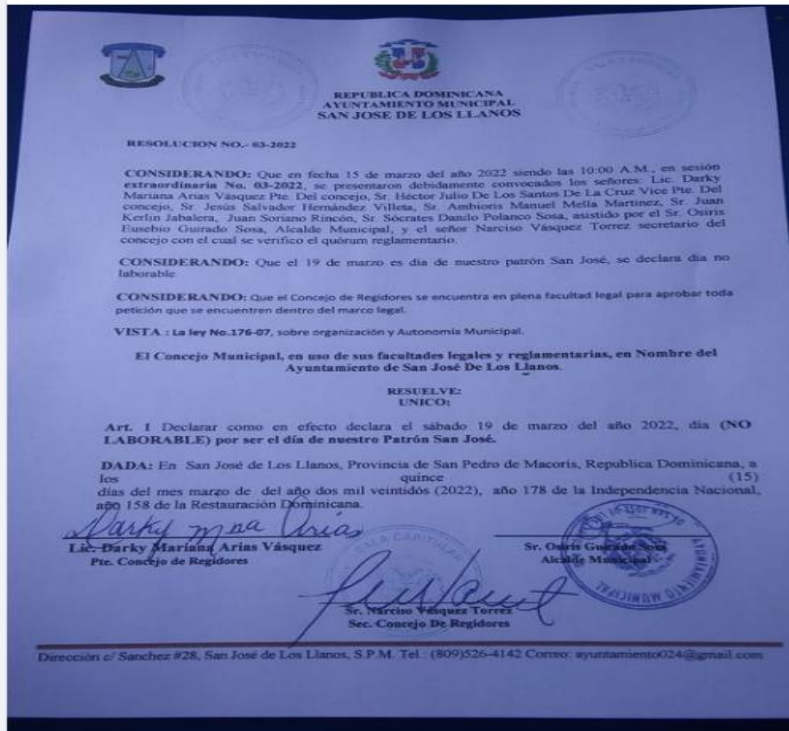 REPUBLICA DOMINICANA
AYUNTAMIENTO MUNICIPAL
SAN JOSE DE LOS LLANOS
RESOLUCION NO.- 03-2022
CONSIDERANDO: Que en fecha 15 de marzo del año 2022 siendo las 10:00 A.M., en sesión
extraordinaria No. 03-2022, se presentaron debidamente convocados los señores: Lic. Darky
Mariana Arias Vásquez Pte. Del concejo, Sr. Héctor Julio De Los Santos De La Cruz Vice Pte. Del
concejo, Sr. Jesús Salvador Hernández Villeta, Sr. Ambioris Manuel Mella Martínez, Sr. Juan
Kerlin Jabalera, Juan Soriano Rincón, Sr. Sócrates Danilo Polanco Sosa, asistido por el Sr. Osiris
Eusebio Guirado Sosa, Alcalde Municipal, y el señor Narciso Vásquez Torrez secretario del
concejo con el cual se verifico el quórum reglamentario.
CONSIDERANDO: Que el 19 de marzo es día de nuestro patrón San José, se declara día no
laborable.
CONSIDERANDO: Que el Concejo de Regidores se encuentra en plena facultad legal para aprobar toda
petición que se encuentren dentro del marco legal.
VISTA.: La ley No.176-07, sobre organización y Autonomía Municipal.
El Concejo Municipal, en uso de sus facultades legales y reglamentarias, en Nombre del
Ayuntamiento de San José De Los Llanos.
RESUELVE:
UNICO:
Art. 1 Declarar como en efecto declara el sábado 19 de marzo del año 2022, día (NO
LABORABLE) por ser el día de nuestro Patrón San José.
DADA: En San José de Los Llanos, Provincia de San Pedro de Macorís, Republica Dominicana, a
los quince (15)
días del mes marzo de del año dos mil veintidós (2022), año 178 de la Independencia Nacional,
año 158 de la Restauración Dominicana.
Darky Mna Arias
Lic. Darky Mariana Arias Vásquez
Pte. Concejo de Regidores
Sr. Osiris Guirado Sosa
Alcalde Municipal
AYUNTAMIENTO MUNICIPAL
SALA CAPITULAR
Sr. Narciso Vásquez Torrez
Sec. Concejo De Regidores
Dirección c/ Sanchez #28, San José de Los Llanos, S.P.M. Tel.: (809)526-4142 Correo: ayuntamiento024@gmail.com